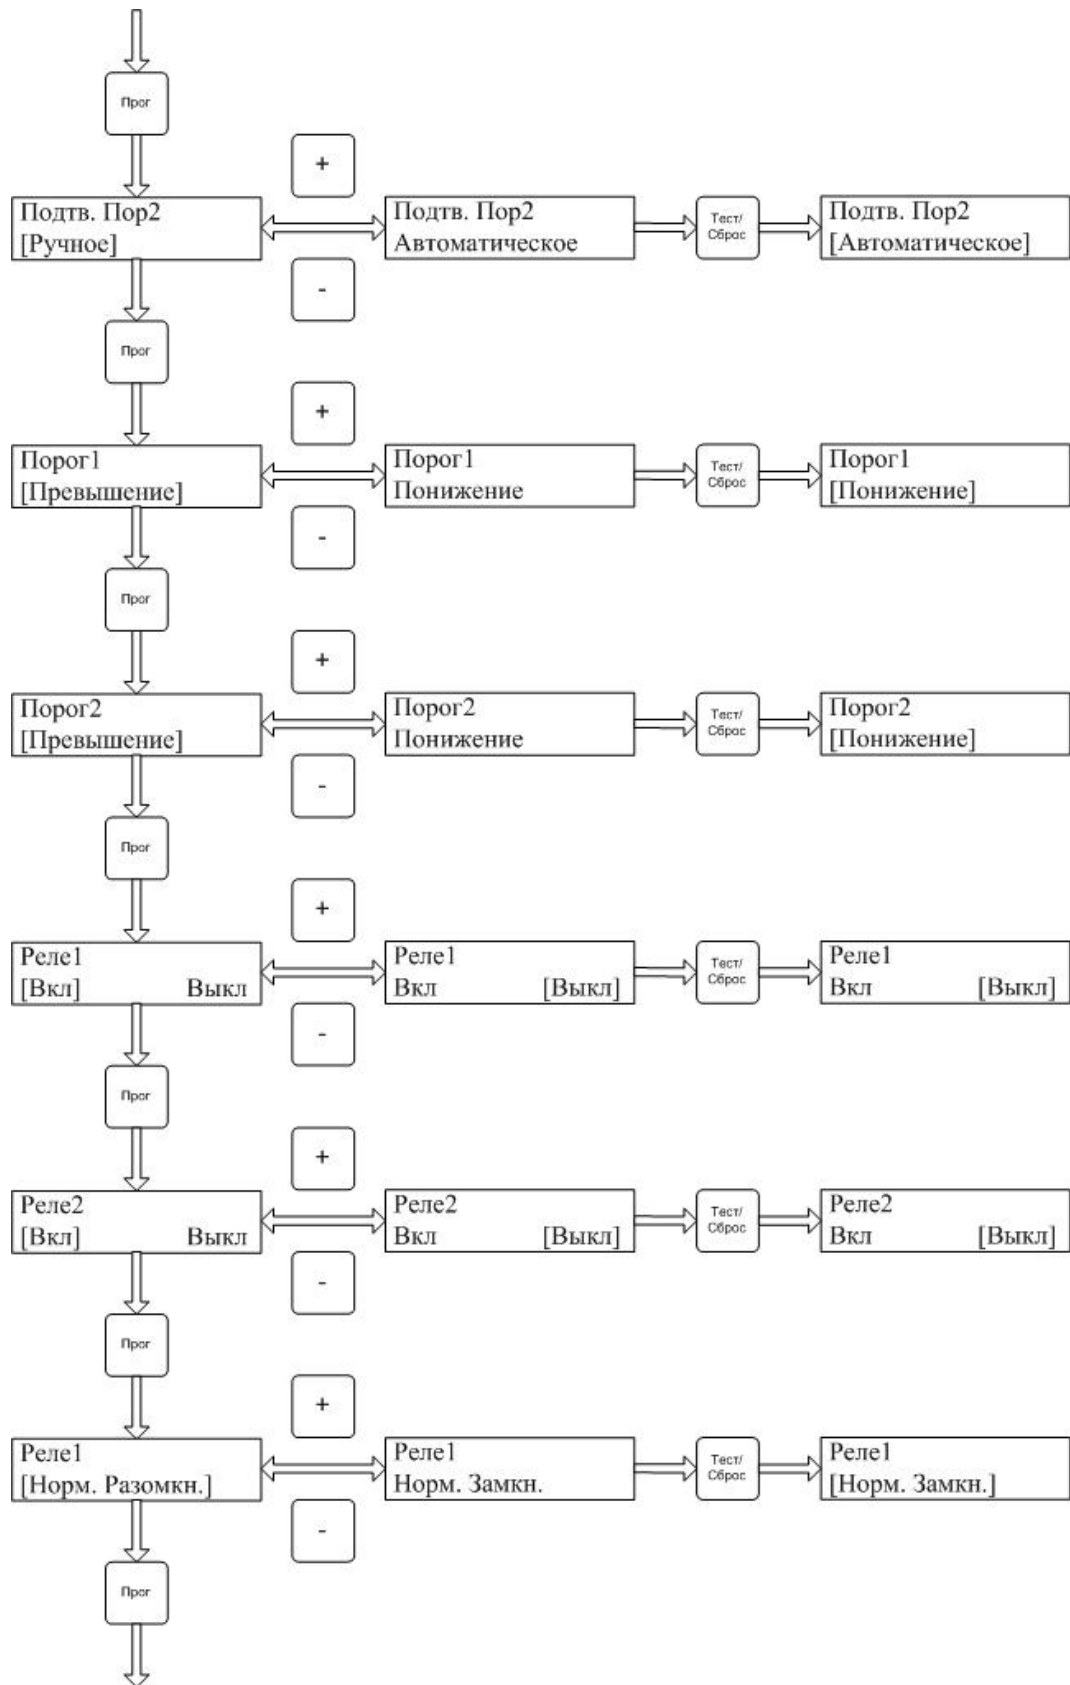 Прог
+
Подтв. Пор2
[Ручное]
Подтв. Пор2
Автоматическое
Тест/
Сброс
Подтв. Пор2
[Автоматическое]
-
Прог
+
Порог1
[Превышение]
Порог1
Понижение
Тест/
Сброс
Порог1
[Понижение]
-
Прог
+
Порог2
[Превышение]
Порог2
Понижение
Тест/
Сброс
Порог2
[Понижение]
-
Прог
+
Реле1
[Вкл] Выкл
Реле1
Вкл [Выкл]
Тест/
Сброс
Реле1
Вкл [Выкл]
-
Прог
+
Реле2
[Вкл] Выкл
Реле2
Вкл [Выкл]
Тест/
Сброс
Реле2
Вкл [Выкл]
-
Прог
+
Реле1
[Норм. Разомкн.]
Реле1
Норм. Замкн.
Тест/
Сброс
Реле1
[Норм. Замкн.]
-
Прог